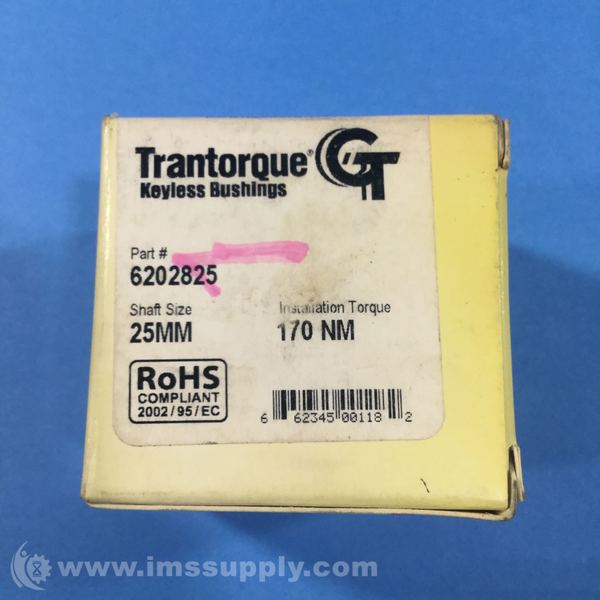 Trantorque® GT
Keyless Bushings
Part #
6202825
Shaft Size
Installation Torque
25MM
170 NM
RoHS
COMPLIANT
2002/95/EC
6 62345 00118 2
www.imssupply.com